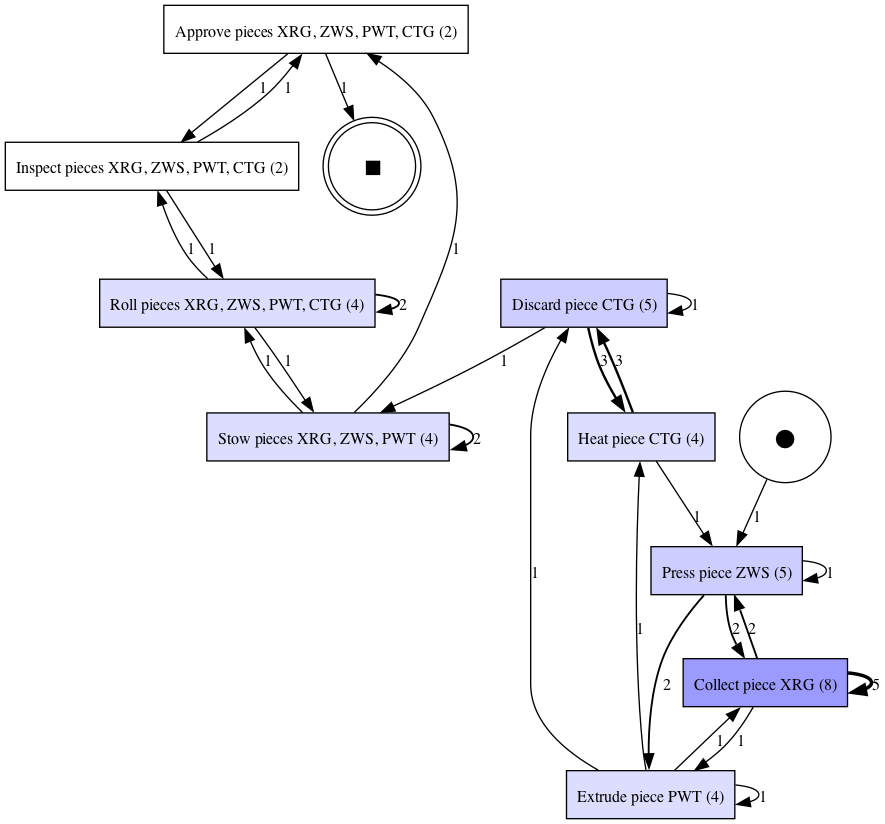 Approve pieces XRG, ZWS, PWT, CTG (2)
1
1
1
Inspect pieces XRG, ZWS, PWT, CTG (2)
1
1
1
Roll pieces XRG, ZWS, PWT, CTG (4)
2
Discard piece CTG (5)
1
1
1
1
3
3
Stow pieces XRG, ZWS, PWT (4)
2
Heat piece CTG (4)
1
1
Press piece ZWS (5)
1
1
1
2
2
2
Collect piece XRG (8)
5
1
1
Extrude piece PWT (4)
1